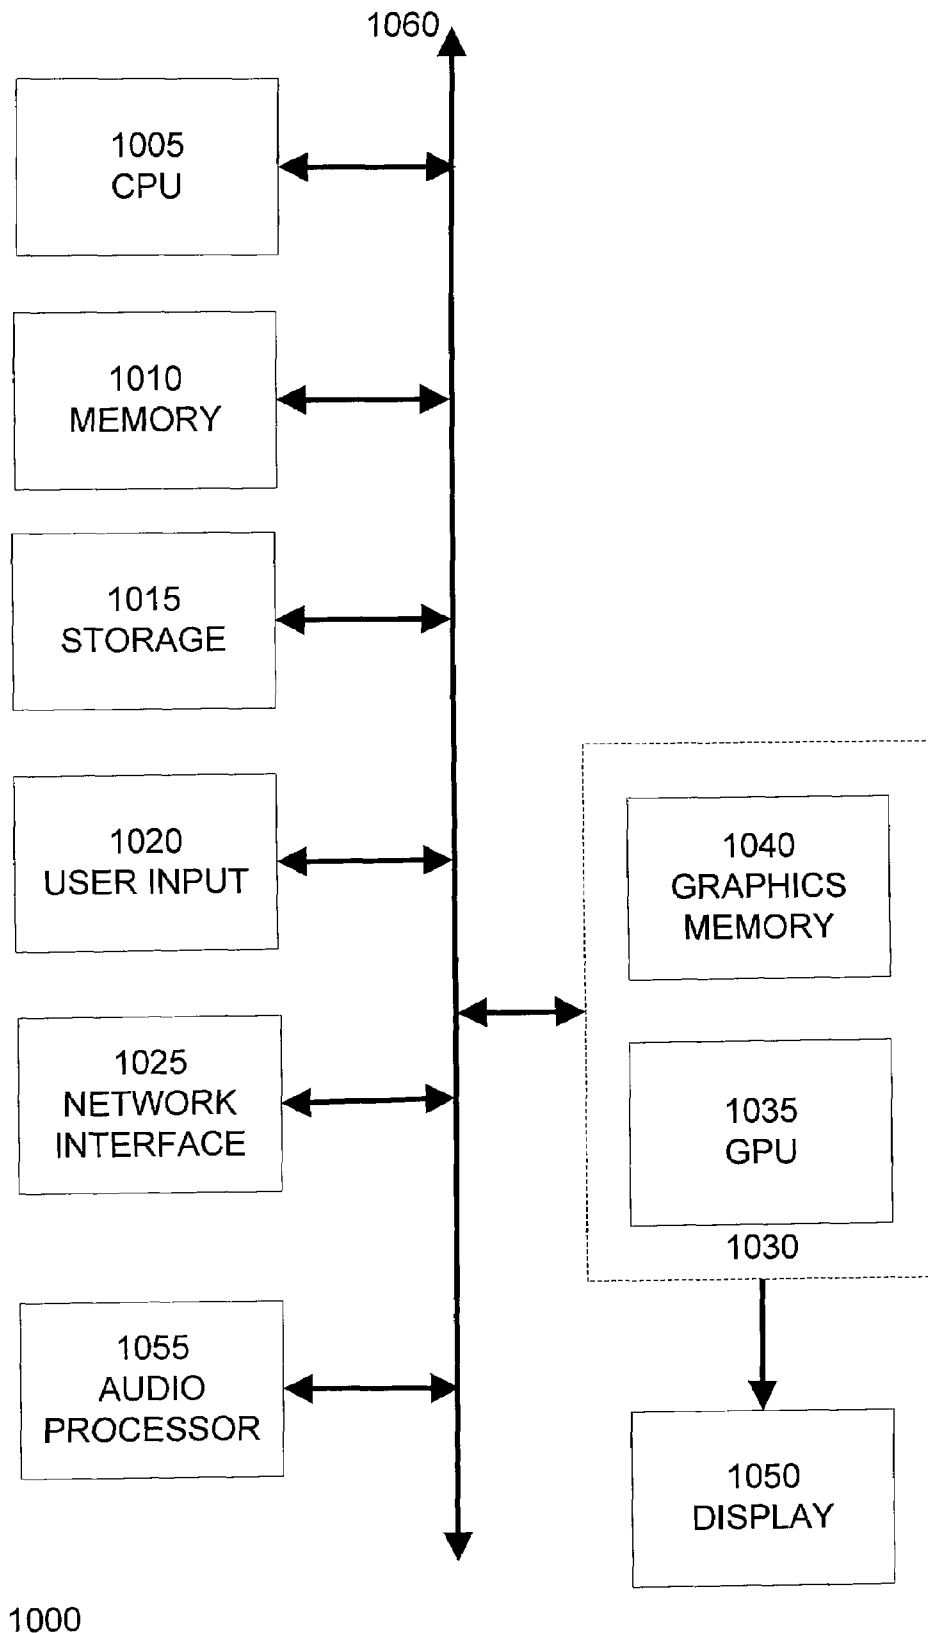 1060
1005
CPU
1010
MEMORY
1015
STORAGE
1020
USER INPUT
1025
NETWORK
INTERFACE
1055
AUDIO
PROCESSOR
1040
GRAPHICS
MEMORY
1035
GPU
1030
1050
DISPLAY
1000